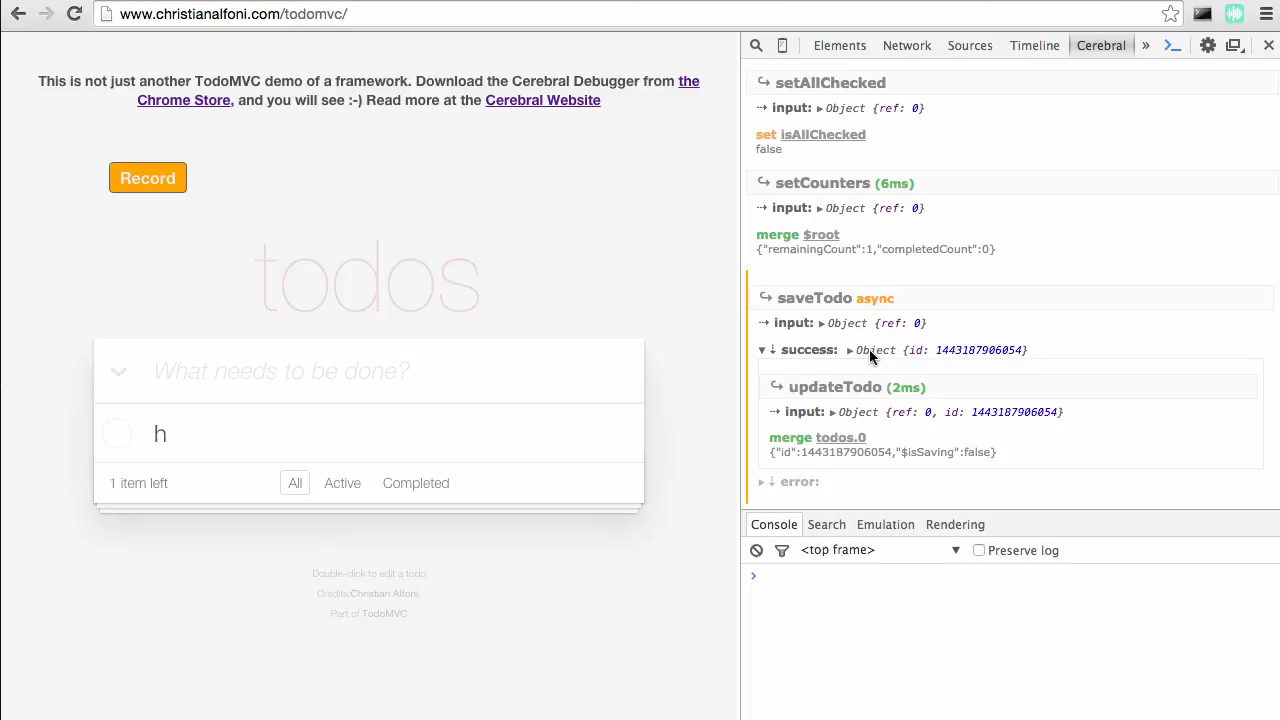 www.christianalfoni.com/todomvc/
This is not just another TodoMVC demo of a framework. Download the Cerebral Debugger from the
Chrome Store, and you will see :-) Read more at the Cerebral Website
Record
todos
What needs to be done?
h
1 item left All Active Completed
Double-click to edit a todo
Credits:Christian Alfoni,
Part of TodoMVC
Elements Network Sources Timeline Cerebral »
setAllChecked
input: Object {ref: 0}
set isAllChecked
false
setCounters (6ms)
input: Object {ref: 0}
merge $root
{"remainingCount":1,"completedCount":0}
saveTodo async
input: Object {ref: 0}
success: Object {id: 1443187906054}
updateTodo (2ms)
input: Object {ref: 0, id: 1443187906054}
merge todos.0
{"id":1443187906054,"$isSaving":false}
error:
Console Search Emulation Rendering
<top frame> Preserve log